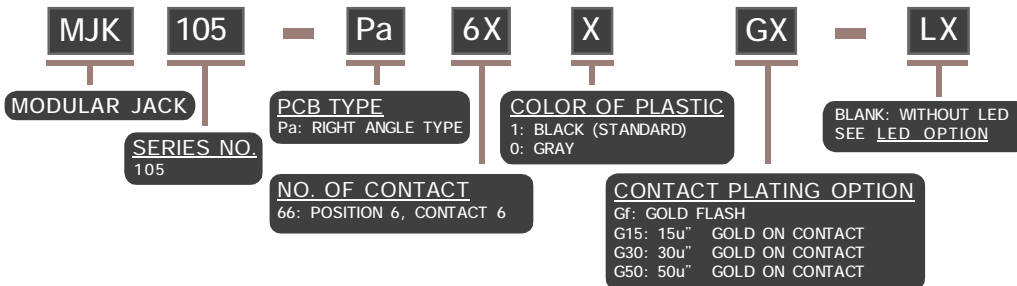 MJK 105 - Pa 6X X GX - LX
MODULAR JACK
SERIES NO.
105
PCB TYPE
Pa: RIGHT ANGLE TYPE
NO. OF CONTACT
66: POSITION 6, CONTACT 6
COLOR OF PLASTIC
1: BLACK (STANDARD)
0: GRAY
CONTACT PLATING OPTION
Gf: GOLD FLASH
G15: 15u" GOLD ON CONTACT
G30: 30u" GOLD ON CONTACT
G50: 50u" GOLD ON CONTACT
BLANK: WITHOUT LED
SEE LED OPTION